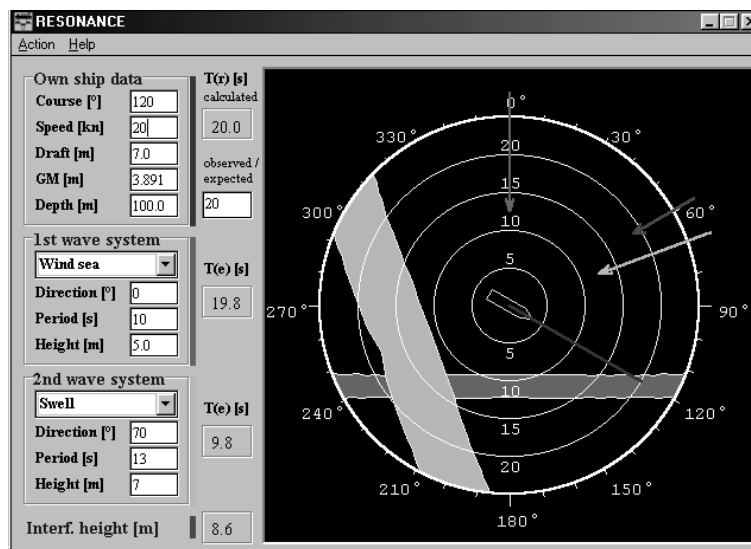 RESONANCE
Action Help
Own ship data
Course [º] 120
Speed [kn] 20
Draft [m] 7.0
GM [m] 3.891
Depth [m] 100.0
T(r) [s]
calculated
20.0
observed /
expected
20
1st wave system
Wind sea
Direction [º] 0
Period [s] 10
Height [m] 5.0
T(e) [s]
19.8
2nd wave system
Swell
Direction [º] 70
Period [s] 13
Height [m] 7
T(e) [s]
9.8
Interf. height [m] 8.6
0°
330° 30°
20
15
300° 60°
10
5
270° 90°
5
10
240° 120°
15
20
210° 150°
180°